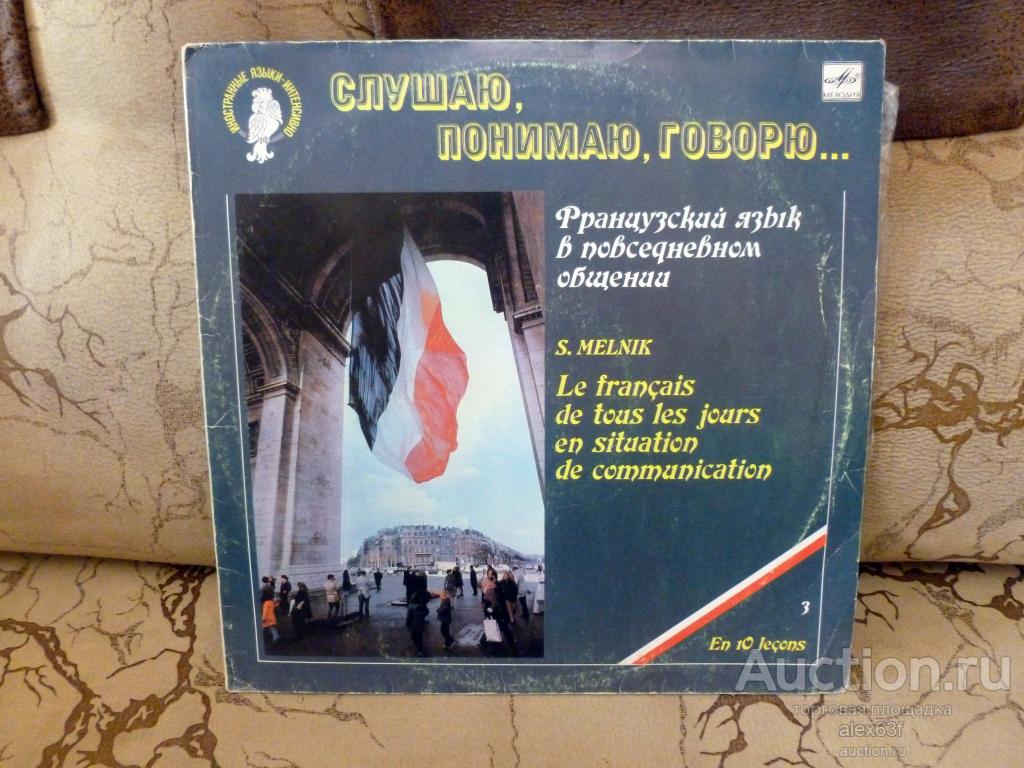 ИНОСТРАННЫЕ ЯЗЫКИ-ИНТЕНСИВНО
СЛУШАЮ,
ПОНИМАЮ, ГОВОРЮ...
МЕЛОДИЯ
Французский язык
в повседневном
общении
S. MELNIK
Le français
de tous les jours
en situation
de communication
3
En 10 leçons
Auction.ru
торговая площадка
alex63f
auction.ru